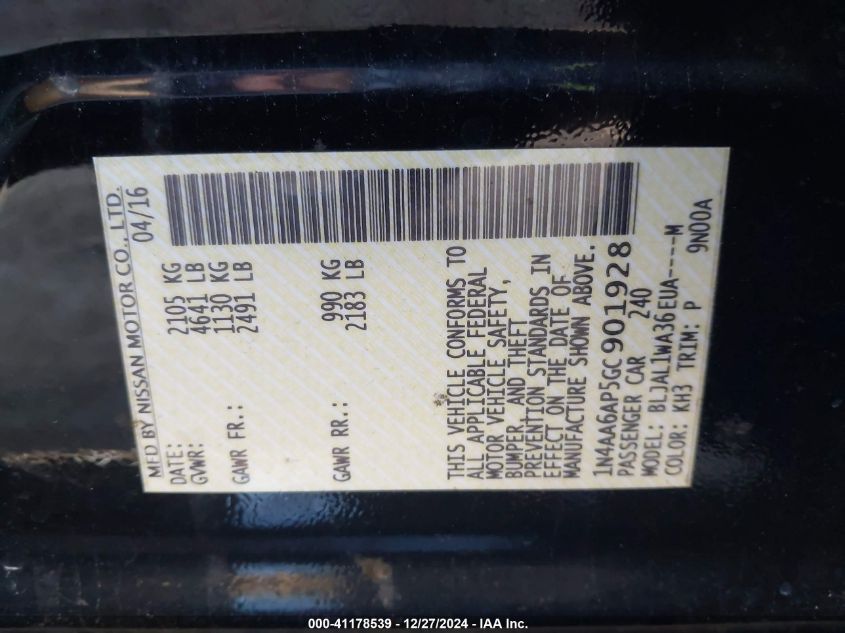 MFD BY NISSAN MOTOR CO., LTD.
DATE: 04/16
GVWR: 2105 KG
4641 LB
GAWR FR.: 1130 KG
2491 LB
GAWR RR.: 990 KG
2183 LB
THIS VEHICLE CONFORMS TO
ALL APPLICABLE FEDERAL
MOTOR VEHICLE SAFETY,
BUMPER, AND THEFT
PREVENTION STANDARDS IN
EFFECT ON THE DATE OF
MANUFACTURE SHOWN ABOVE.
1N4AA6AP5GC901928
PASSENGER CAR 240
MODEL: BLJAL1WA36EUA----M
COLOR: KH3 TRIM: P 9N00A
000-41178539 - 12/27/2024 - IAA Inc.